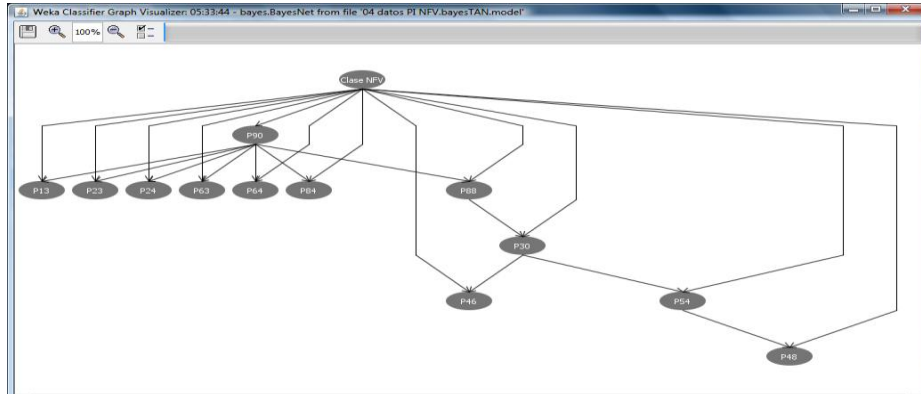 Weka Classifier Graph Visualizer: 05:33:44 - bayes.BayesNet from file '04 datos PI NFV.bayesTAN.model'
100%
Clase NFV
P90
P13 P23 P24 P63 P64 P84 P88
P30
P46 P54
P48